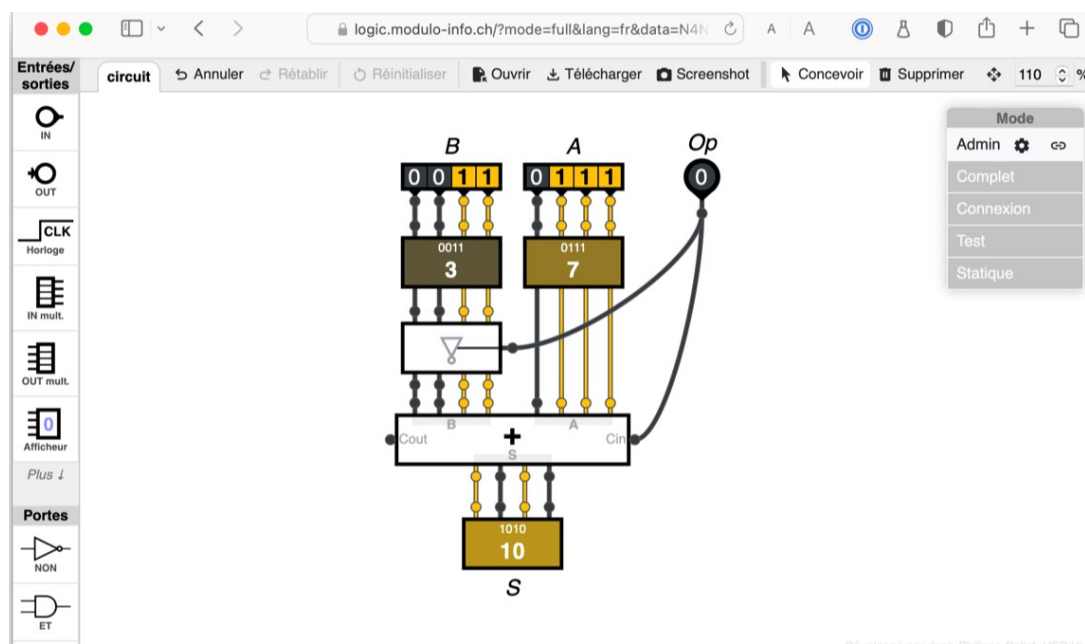 logic.modulo-info.ch/?mode=full&lang=fr&data=N4N
A A
Entrées/
sorties
circuit
Annuler
Rétablir
Réinitialiser
Ouvrir
Télécharger
Screenshot
Concevoir
Supprimer
110
%
IN
OUT
CLK
Horloge
IN mult.
OUT mult.
0
Afficheur
Plus ↓
Portes
NON
ET
Mode
Admin
Complet
Connexion
Test
Statique
B A Op
0 0 1 1 0 1 1 1 0
0011 0111
3 7
B A
Cout + Cin
S
1010
10
S